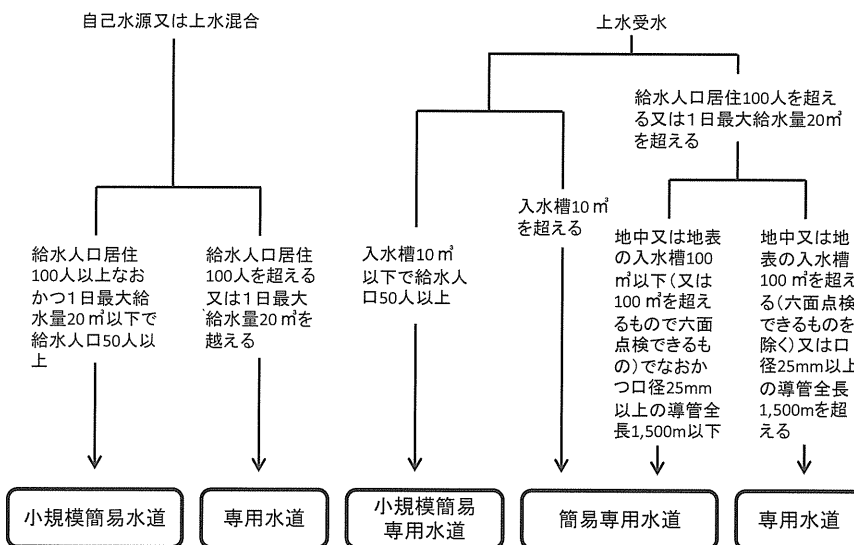 自己水源又は上水混合
上水受水
給水人口居住100人を超え
る又は1日最大給水量20㎥
を超える
給水人口居住
100人以上なお
かつ1日最大給
水量20㎥以下で
給水人口50人以
上
給水人口居住
100人を超える
又は1日最大
給水量20㎥を
越える
入水槽10㎥
以下で給水人
口50人以上
入水槽10㎥
を超える
地中又は地表
の入水槽100
㎥以下(又は
100㎥を超え
るもので六面
点検できるも
の)でなおか
つ口径25mm
以上の導管全
長1,500m以下
地中又は地
表の入水槽
100㎥を超え
る(六面点検
できるものを
除く)又は口
径25mm以上
の導管全長
1,500mを超
える
小規模簡易水道
専用水道
小規模簡易
専用水道
簡易専用水道
専用水道